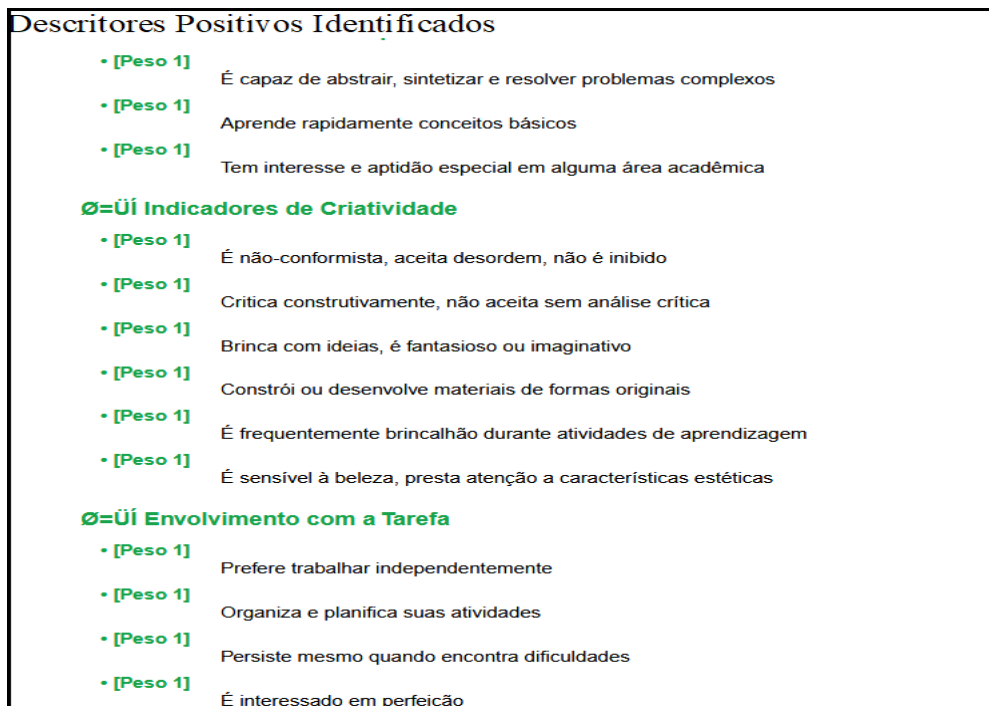 Descritores Positivos Identificados
• [Peso 1]
É capaz de abstrair, sintetizar e resolver problemas complexos
• [Peso 1]
Aprende rapidamente conceitos básicos
• [Peso 1]
Tem interesse e aptidão especial em alguma área acadêmica
Ø=ÜÍ Indicadores de Criatividade
• [Peso 1]
É não-conformista, aceita desordem, não é inibido
• [Peso 1]
Critica construtivamente, não aceita sem análise crítica
• [Peso 1]
Brinca com ideias, é fantasioso ou imaginativo
• [Peso 1]
Constrói ou desenvolve materiais de formas originais
• [Peso 1]
É frequentemente brincalhão durante atividades de aprendizagem
• [Peso 1]
É sensível à beleza, presta atenção a características estéticas
Ø=ÜÍ Envolvimento com a Tarefa
• [Peso 1]
Prefere trabalhar independentemente
• [Peso 1]
Organiza e planifica suas atividades
• [Peso 1]
Persiste mesmo quando encontra dificuldades
• [Peso 1]
É interessado em perfeição